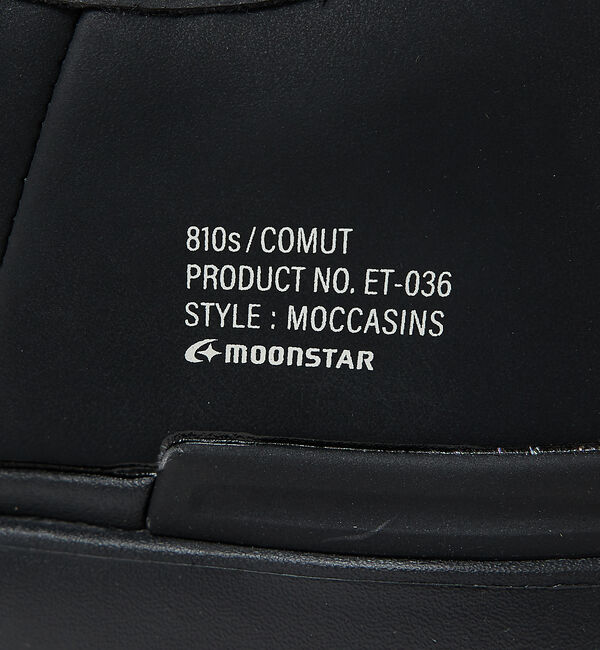 810s/COMUT
PRODUCT NO. ET-036
STYLE : MOCCASINS
MOONSTAR